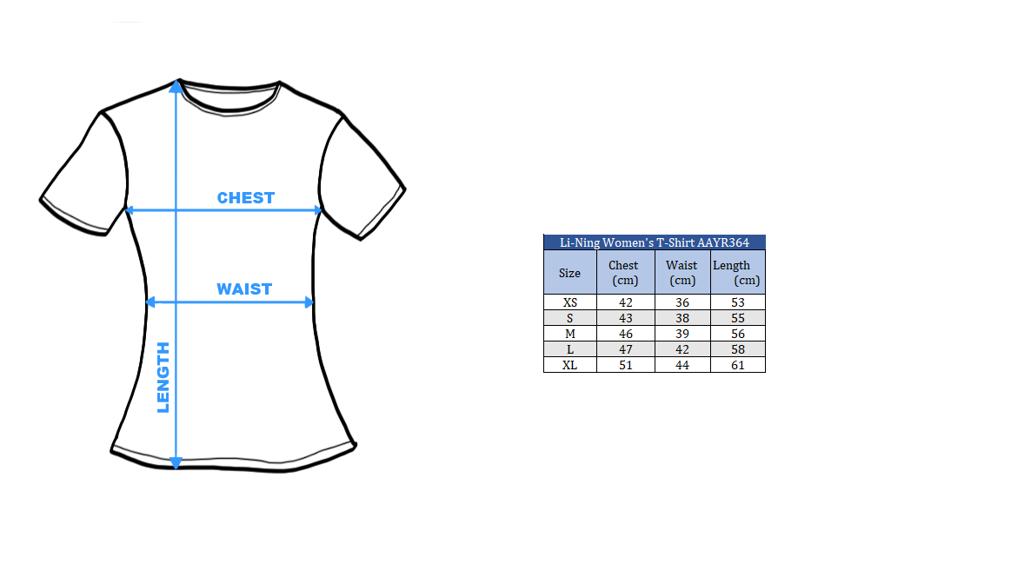 CHEST
WAIST
LENGTH
Li-Ning Women's T-Shirt AAYR364
Size Chest (cm) Waist (cm) Length (cm)
XS 42 36 53
S 43 38 55
M 46 39 56
L 47 42 58
XL 51 44 61